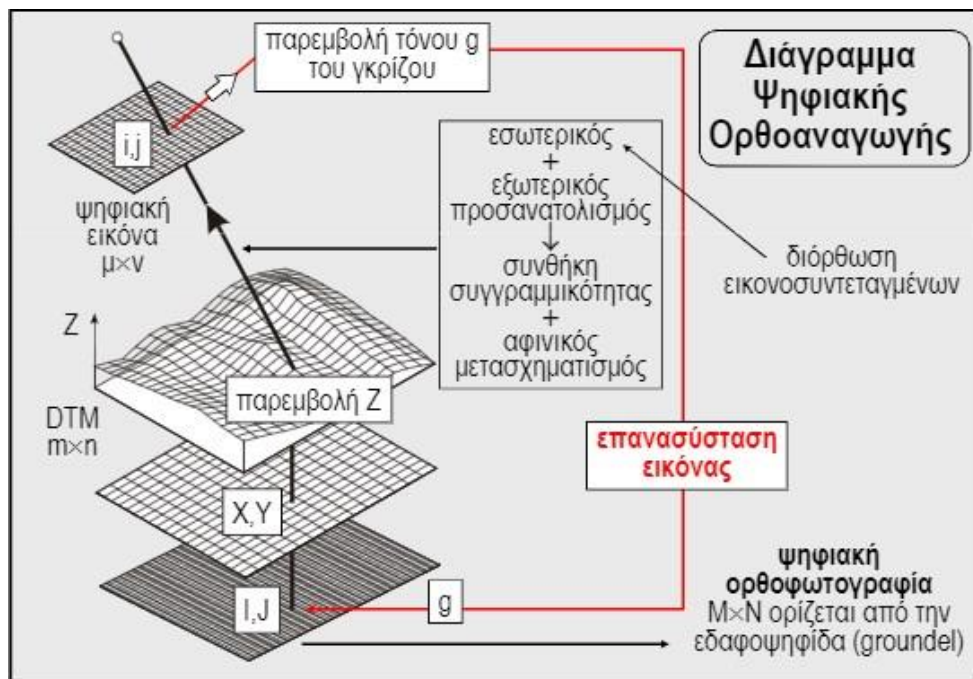 παρεμβολή τόνου g
του γκρίζου
Διάγραμμα
Ψηφιακής
Ορθοαναγωγής
i,j
ψηφιακή
εικόνα
μ×ν
εσωτερικός
+
εξωτερικός
προσανατολισμός
συνθήκη
συγγραμμικότητας
+
αφινικός
μετασχηματισμός
διόρθωση
εικονοσυντεταγμένων
Z
DTM
m×n
παρεμβολή Z
επανασύσταση
εικόνας
X,Y
I,J
g
ψηφιακή
ορθοφωτογραφία
M×N ορίζεται από την
εδαφοψηφίδα (groundel)